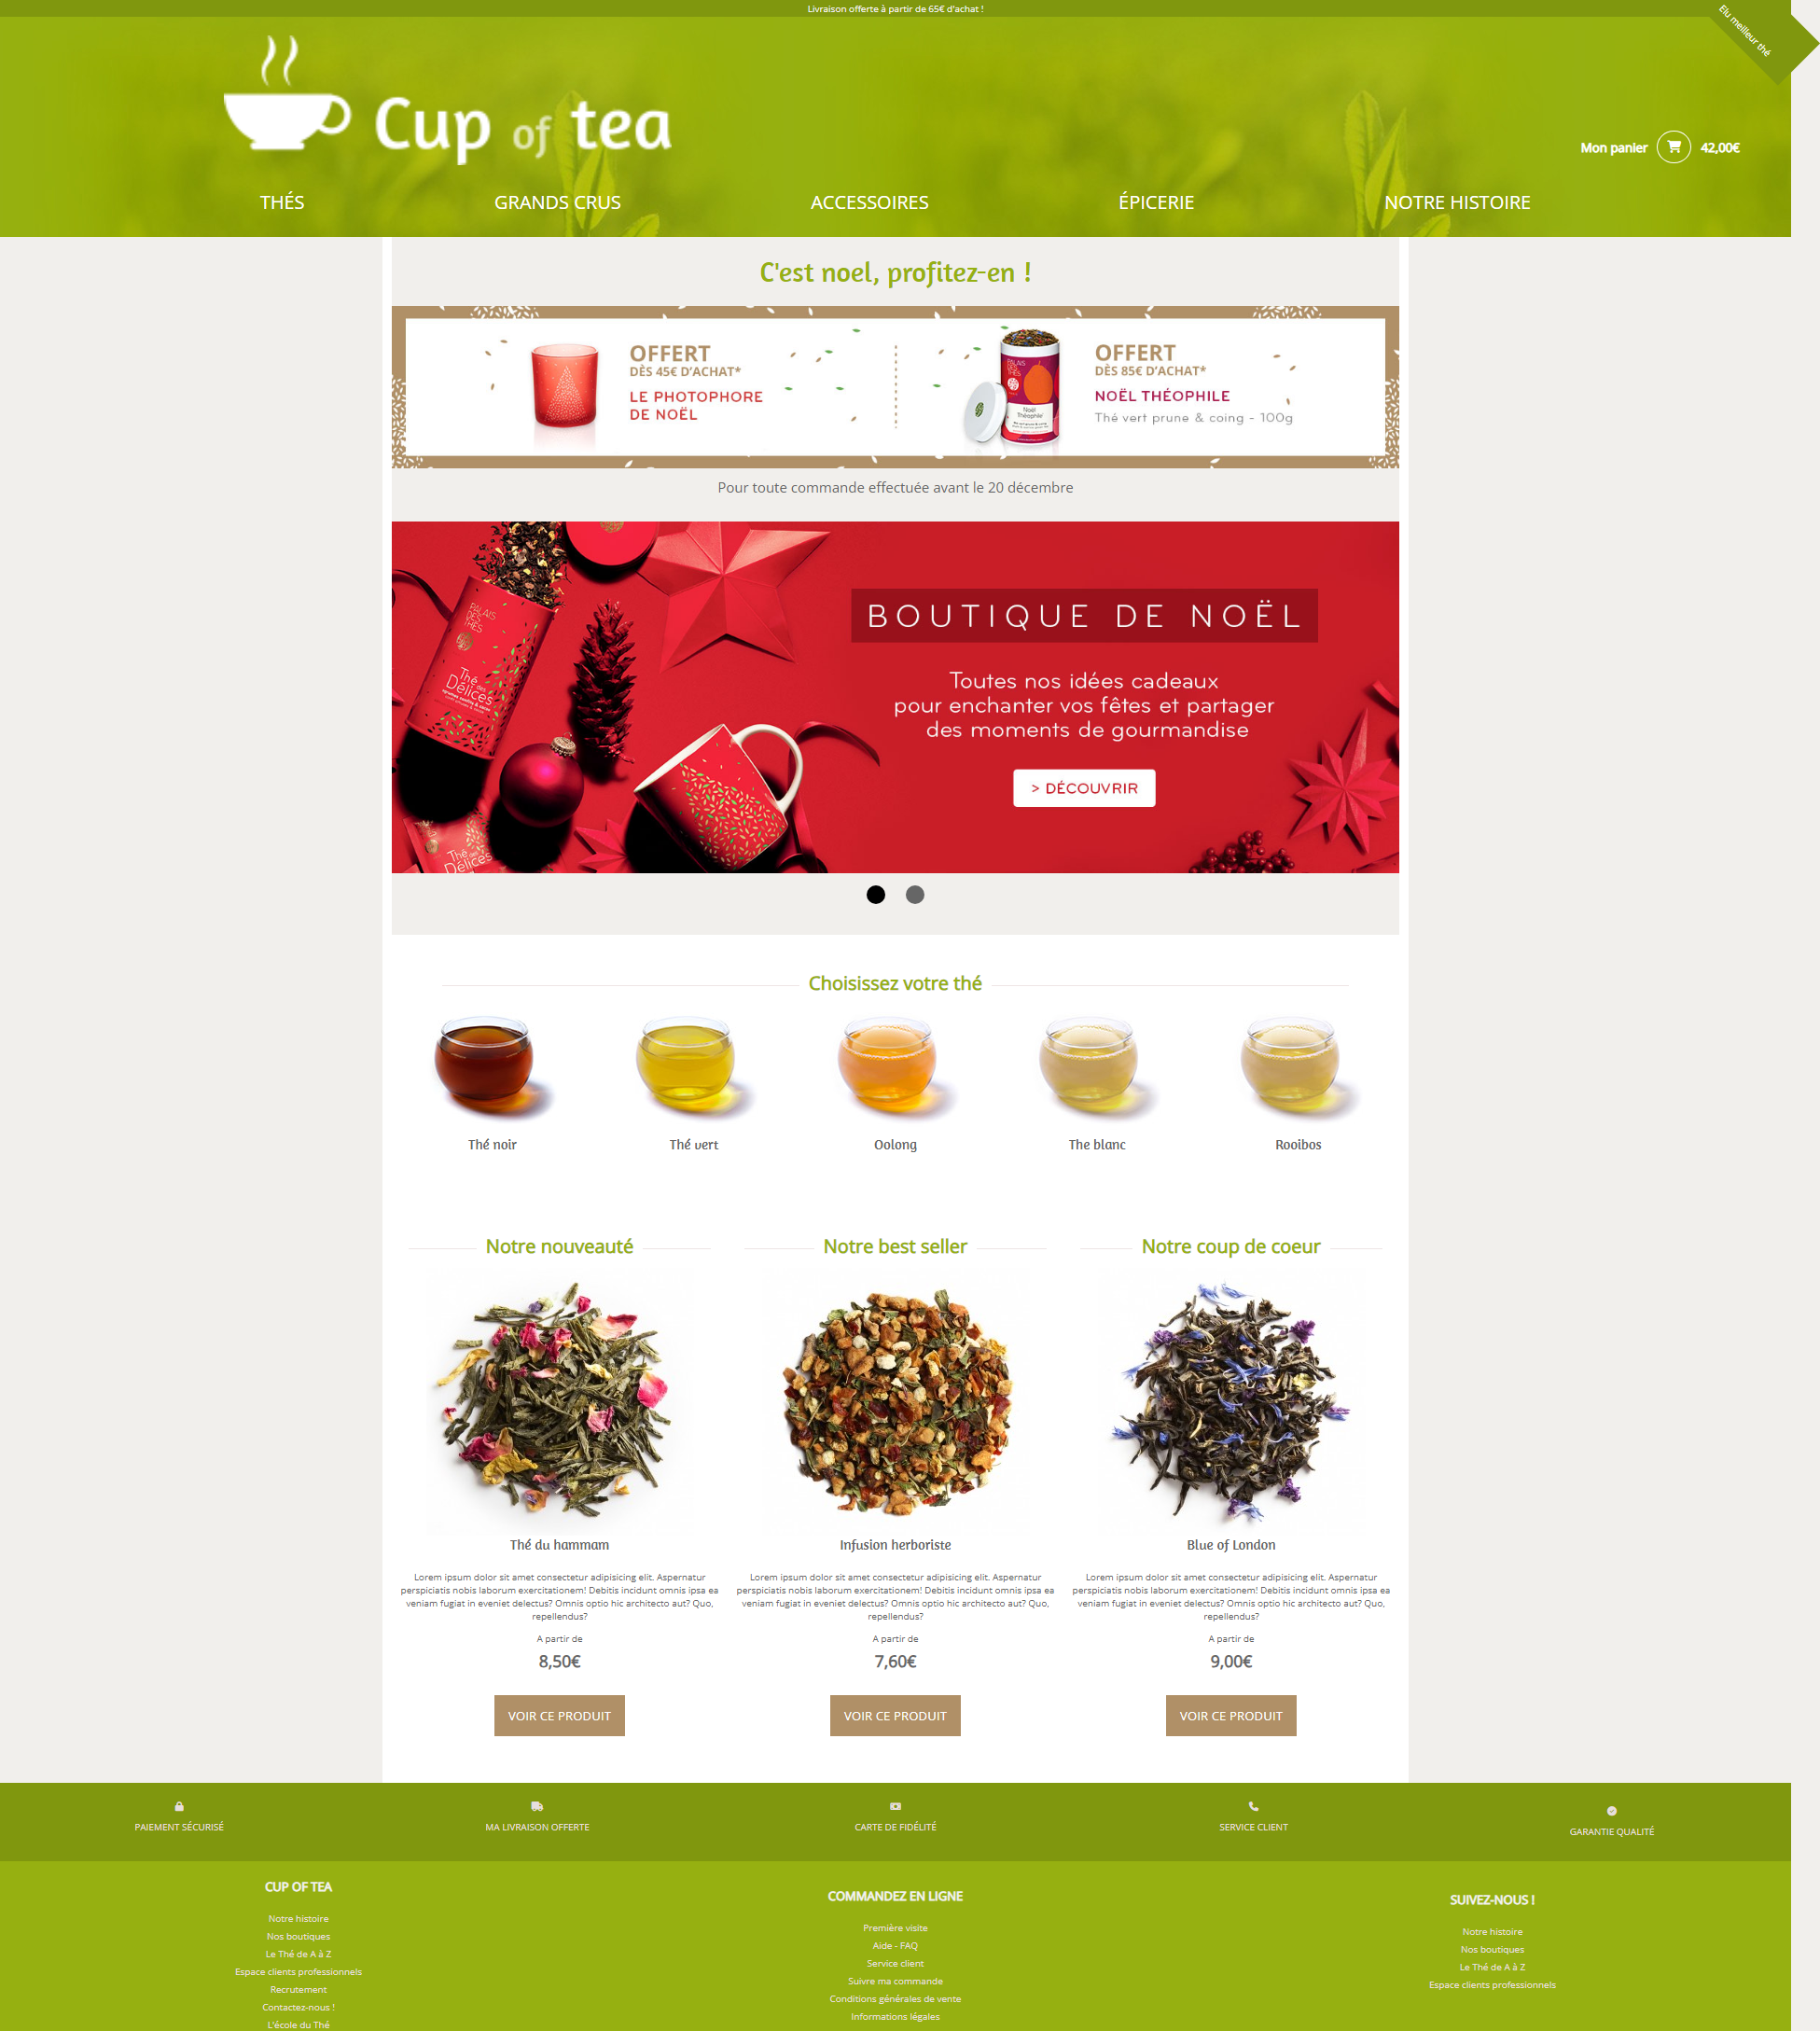 Livraison offerte à partir de 65€ d'achat !
Elu meilleur thé
Cup of tea
Mon panier 42,00€
THÉS GRANDS CRUS ACCESSOIRES ÉPICERIE NOTRE HISTOIRE
C'est noel, profitez-en !
OFFERT
DÈS 45€ D'ACHAT*
LE PHOTOPHORE
DE NOËL
PALAIS
DES
THÉS
Noël
Théophile
OFFERT
DÈS 85€ D'ACHAT*
NOËL THÉOPHILE
Thé vert prune & coing - 100g
Pour toute commande effectuée avant le 20 décembre
PALAIS
DES
THÉS
Thé des
Délices
Thé des
Délices
BOUTIQUE DE NOËL
Toutes nos idées cadeaux
pour enchanter vos fêtes et partager
des moments de gourmandise
> DÉCOUVRIR
Choisissez votre thé
Thé noir Thé vert Oolong The blanc Rooibos
Notre nouveauté
Thé du hammam
Lorem ipsum dolor sit amet consectetur adipisicing elit. Aspernatur
perspiciatis nobis laborum exercitationem! Debitis incidunt omnis ipsa ea
veniam fugiat in eveniet delectus? Omnis optio hic architecto aut? Quo,
repellendus?
A partir de
8,50€
VOIR CE PRODUIT
Notre best seller
Infusion herboriste
Lorem ipsum dolor sit amet consectetur adipisicing elit. Aspernatur
perspiciatis nobis laborum exercitationem! Debitis incidunt omnis ipsa ea
veniam fugiat in eveniet delectus? Omnis optio hic architecto aut? Quo,
repellendus?
A partir de
7,60€
VOIR CE PRODUIT
Notre coup de coeur
Blue of London
Lorem ipsum dolor sit amet consectetur adipisicing elit. Aspernatur
perspiciatis nobis laborum exercitationem! Debitis incidunt omnis ipsa ea
veniam fugiat in eveniet delectus? Omnis optio hic architecto aut? Quo,
repellendus?
A partir de
9,00€
VOIR CE PRODUIT
PAIEMENT SÉCURISÉ
MA LIVRAISON OFFERTE
CARTE DE FIDÉLITÉ
SERVICE CLIENT
GARANTIE QUALITÉ
CUP OF TEA
Notre histoire
Nos boutiques
Le Thé de A à Z
Espace clients professionnels
Recrutement
Contactez-nous !
L'école du Thé
COMMANDEZ EN LIGNE
Première visite
Aide - FAQ
Service client
Suivre ma commande
Conditions générales de vente
Informations légales
SUIVEZ-NOUS !
Notre histoire
Nos boutiques
Le Thé de A à Z
Espace clients professionnels